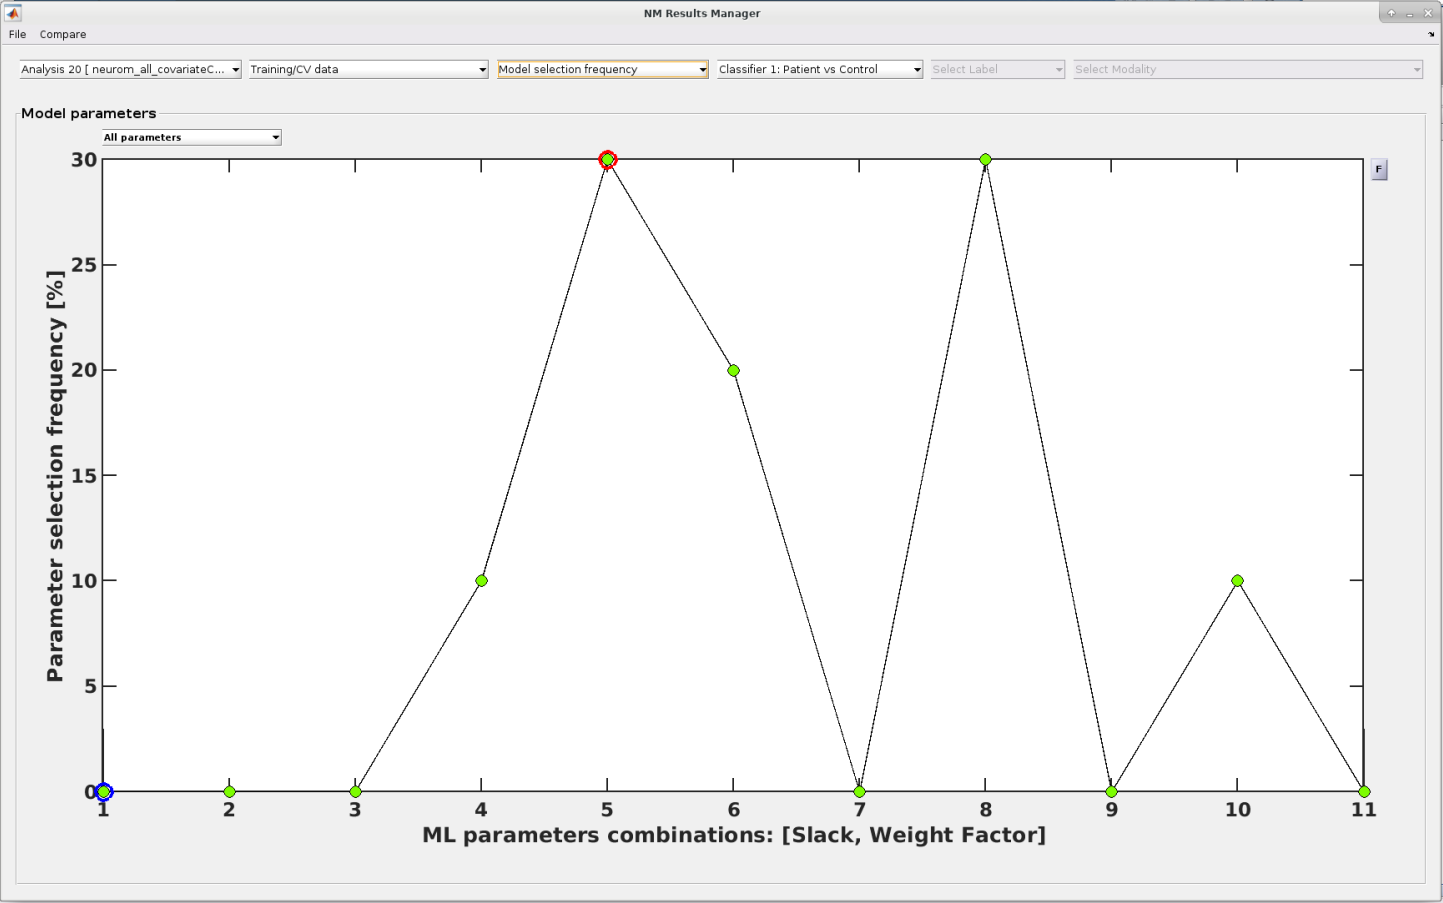 NM Results Manager
File Compare
Analysis 20 [ neurom_all_covariateC... Training/CV data Model selection frequency Classifier 1: Patient vs Control Select Label Select Modality
Model parameters
All parameters
F
30
25
20
15
10
5
0
Parameter selection frequency [%]
1 2 3 4 5 6 7 8 9 10 11
ML parameters combinations: [Slack, Weight Factor]